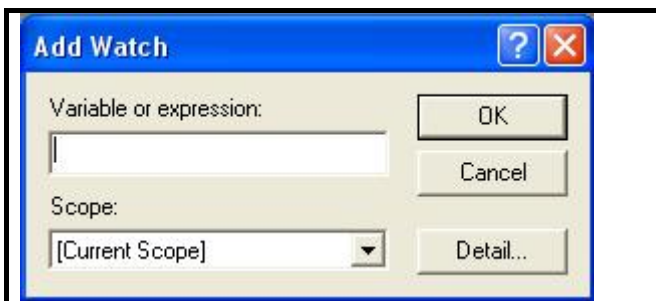 Add Watch
Variable or expression:
OK
Cancel
Scope:
[Current Scope]
Detail...